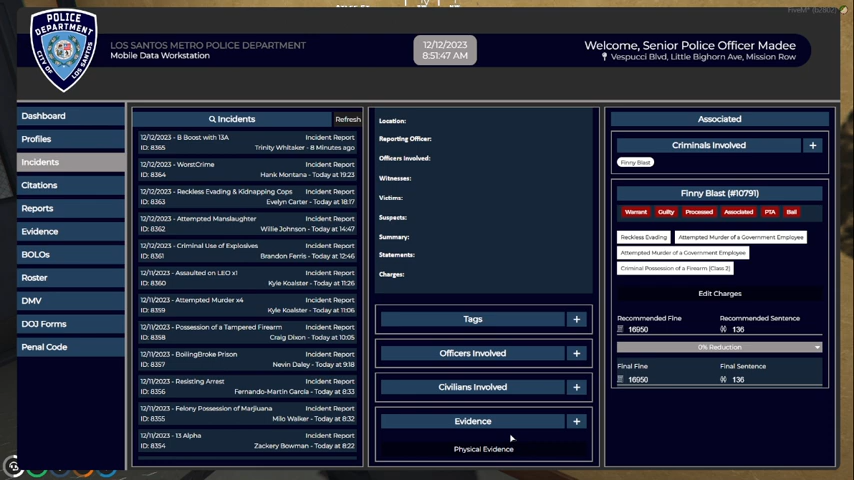 FiveM® (b2802)
POLICE
DEPARTMENT
CITY OF
LOS SANTOS
LOS SANTOS METRO POLICE DEPARTMENT
Mobile Data Workstation
12/12/2023
8:51:47 AM
Welcome, Senior Police Officer Madee
Vespucci Blvd, Little Bighorn Ave, Mission Row
Dashboard
Profiles
Incidents
Citations
Reports
Evidence
BOLOs
Roster
DMV
DOJ Forms
Penal Code
Incidents
Refresh
12/12/2023 - B Boost with 13A Incident Report
ID: 8365 Trinity Whitaker - 8 Minutes ago
12/12/2023 - WorstCrime Incident Report
ID: 8364 Hank Montana - Today at 19:23
12/12/2023 - Reckless Evading & Kidnapping Cops Incident Report
ID: 8363 Evelyn Carter - Today at 18:17
12/12/2023 - Attempted Manslaughter Incident Report
ID: 8362 Willie Johnson - Today at 14:47
12/12/2023 - Criminal Use of Explosives Incident Report
ID: 8361 Brandon Ferris - Today at 12:46
12/11/2023 - Assaulted on LEO x1 Incident Report
ID: 8360 Kyle Koalster - Today at 11:26
12/11/2023 - Attempted Murder x4 Incident Report
ID: 8359 Kyle Koalster - Today at 11:06
12/11/2023 - Possession of a Tampered Firearm Incident Report
ID: 8358 Craig Dixon - Today at 10:05
12/11/2023 - BoilingBroke Prison Incident Report
ID: 8357 Nevin Daley - Today at 9:18
12/11/2023 - Resisting Arrest Incident Report
ID: 8356 Fernando-Martin Garcia - Today at 8:33
12/11/2023 - Felony Possession of Marjiuana Incident Report
ID: 8355 Milo Walker - Today at 8:32
12/11/2023 - 13 Alpha Incident Report
ID: 8354 Zackery Bowman - Today at 8:22
Location:
Reporting Officer:
Officers Involved:
Witnesses:
Victims:
Suspects:
Summary:
Statements:
Charges:
Tags +
Officers Involved +
Civilians Involved +
Evidence +
Physical Evidence
Associated
Criminals Involved +
Finny Blast
Finny Blast (#10791)
Warrant Guilty Processed Associated PTA Bail
Reckless Evading Attempted Murder of a Government Employee
Attempted Murder of a Government Employee
Criminal Possession of a Firearm [Class 2]
Edit Charges
Recommended Fine Recommended Sentence
16950 136
0% Reduction
Final Fine Final Sentence
16950 136